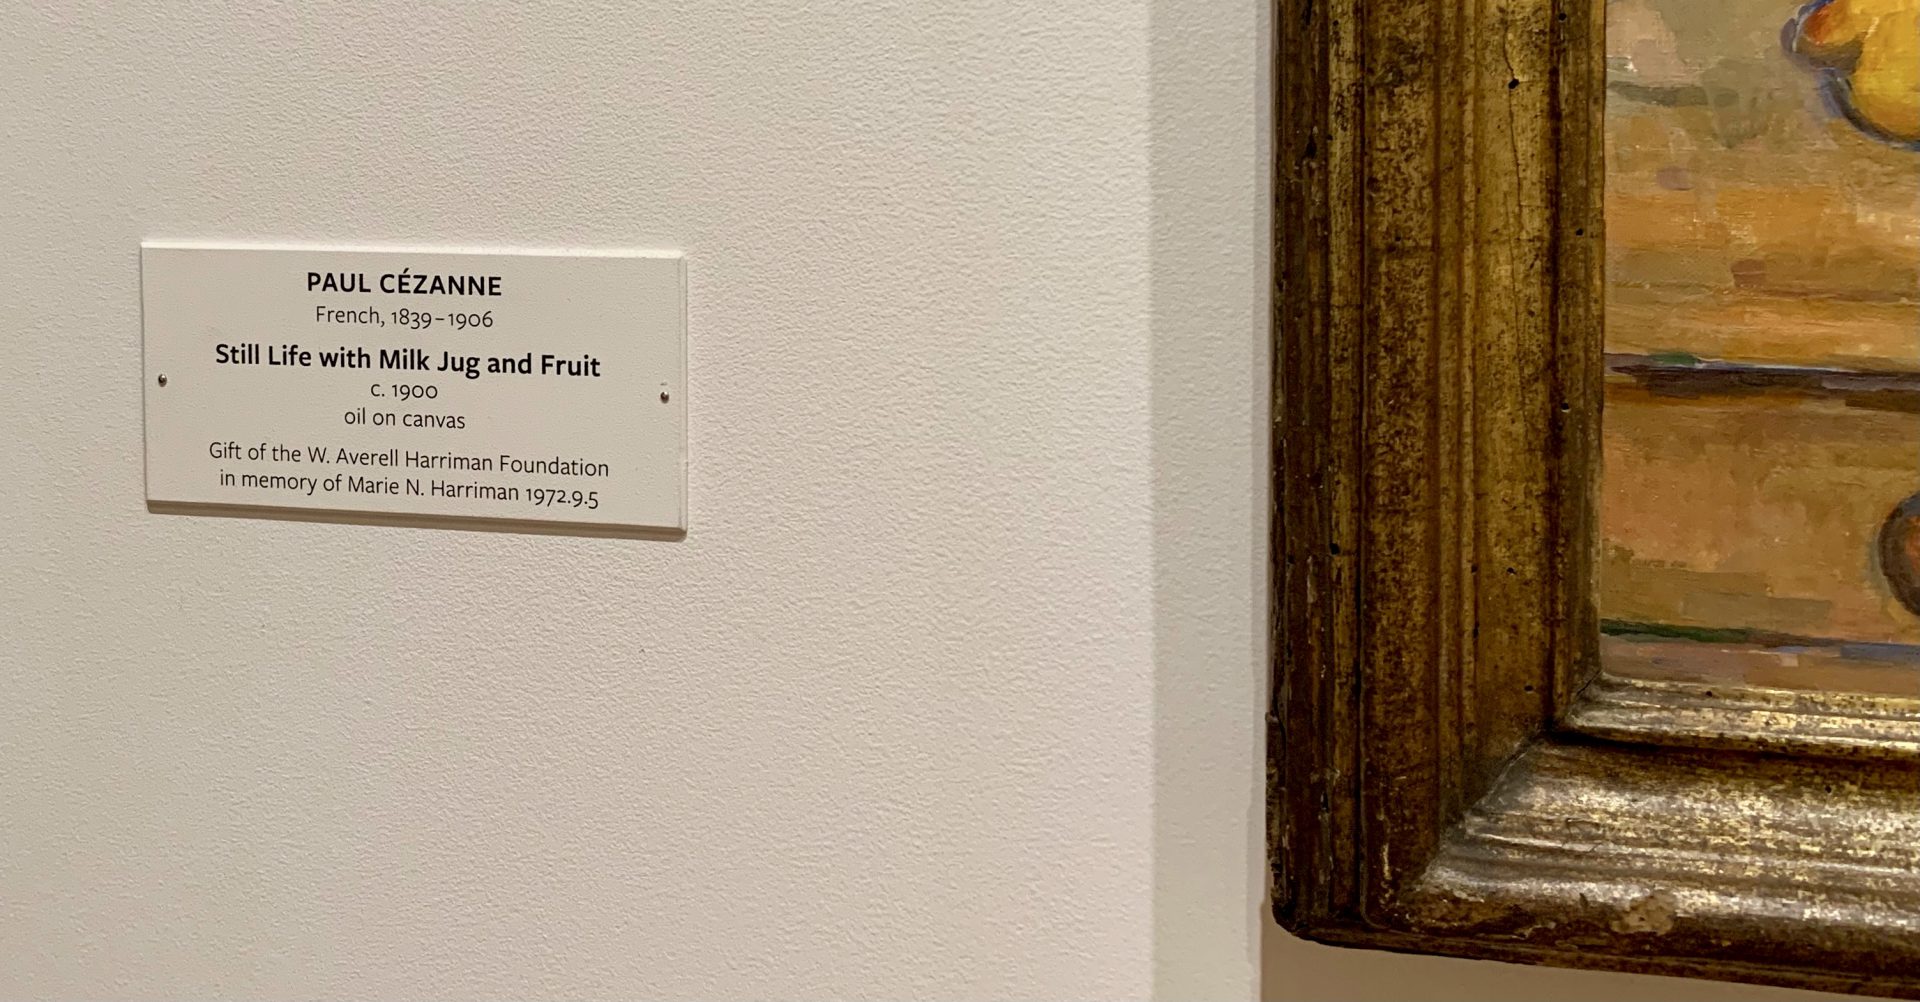 PAUL CÉZANNE
French, 1839–1906
Still Life with Milk Jug and Fruit
c. 1900
oil on canvas
Gift of the W. Averell Harriman Foundation
in memory of Marie N. Harriman 1972.9.5